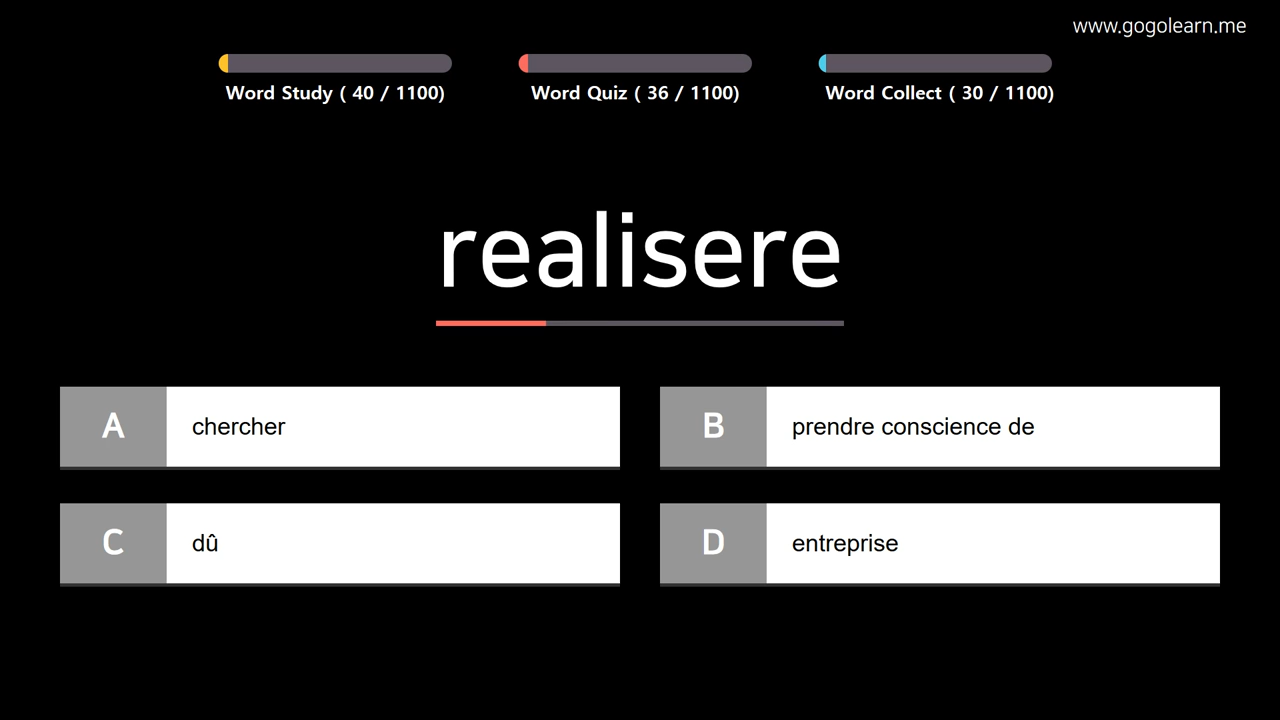 www.gogolearn.me
Word Study ( 40 / 1100)
Word Quiz ( 36 / 1100)
Word Collect ( 30 / 1100)
realisere
A chercher
B prendre conscience de
C dû
D entreprise